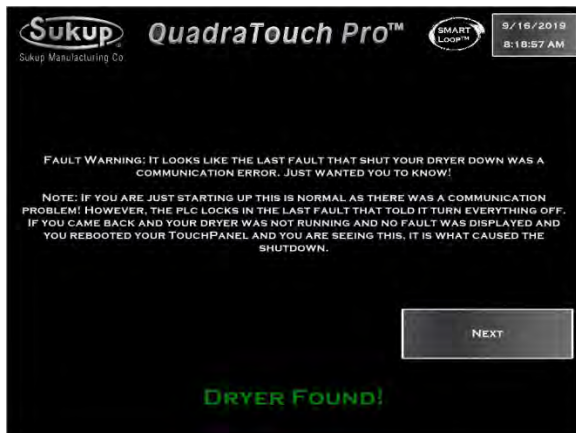 Sukup
Sukup Manufacturing Co
QuadraTouch Pro™
SMART
LOOP™
9/16/2019
8:18:57 AM
FAULT WARNING: IT LOOKS LIKE THE LAST FAULT THAT SHUT YOUR DRYER DOWN WAS A
COMMUNICATION ERROR. JUST WANTED YOU TO KNOW!
NOTE: IF YOU ARE JUST STARTING UP THIS IS NORMAL AS THERE WAS A COMMUNICATION
PROBLEM! HOWEVER, THE PLC LOCKS IN THE LAST FAULT THAT TOLD IT TURN EVERYTHING OFF.
IF YOU CAME BACK AND YOUR DRYER WAS NOT RUNNING AND NO FAULT WAS DISPLAYED AND
YOU REBOOTED YOUR TOUCHPANEL AND YOU ARE SEEING THIS, IT IS WHAT CAUSED THE
SHUTDOWN.
NEXT
DRYER FOUND!